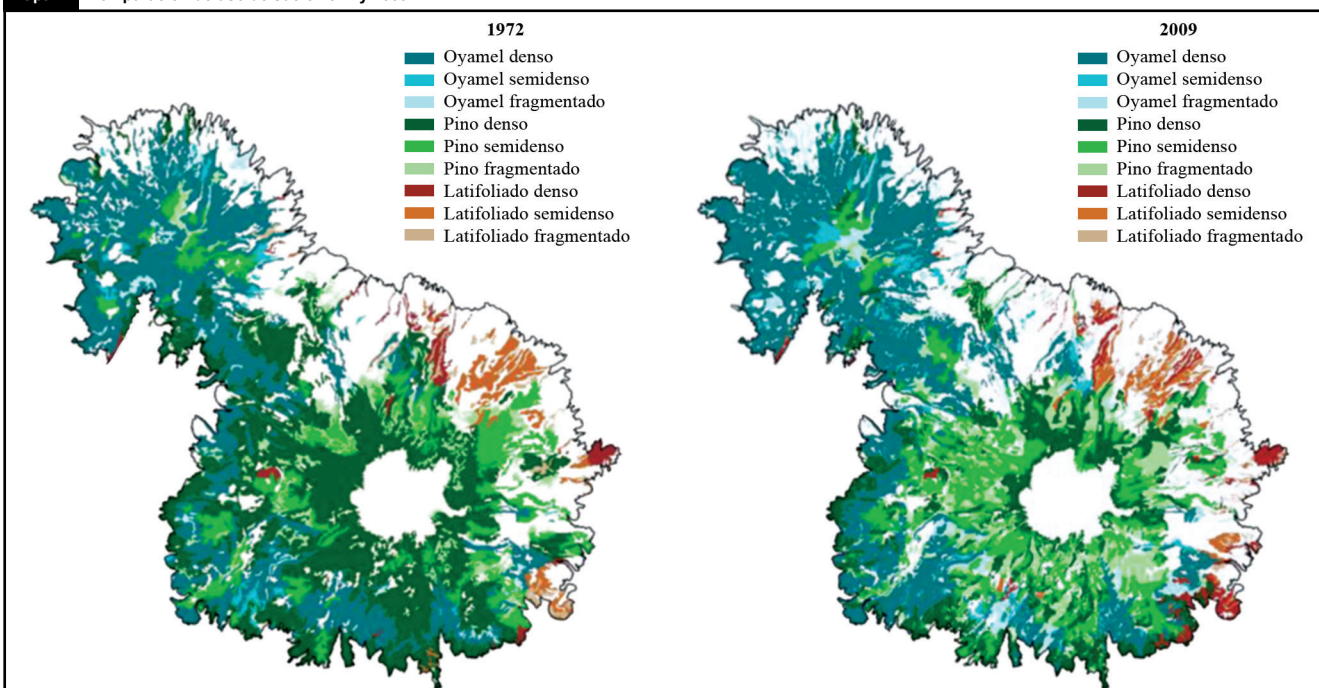 1972
Oyamel denso
Oyamel semidenso
Oyamel fragmentado
Pino denso
Pino semidenso
Pino fragmentado
Latifoliado denso
Latifoliado semidenso
Latifoliado fragmentado
2009
Oyamel denso
Oyamel semidenso
Oyamel fragmentado
Pino denso
Pino semidenso
Pino fragmentado
Latifoliado denso
Latifoliado semidenso
Latifoliado fragmentado